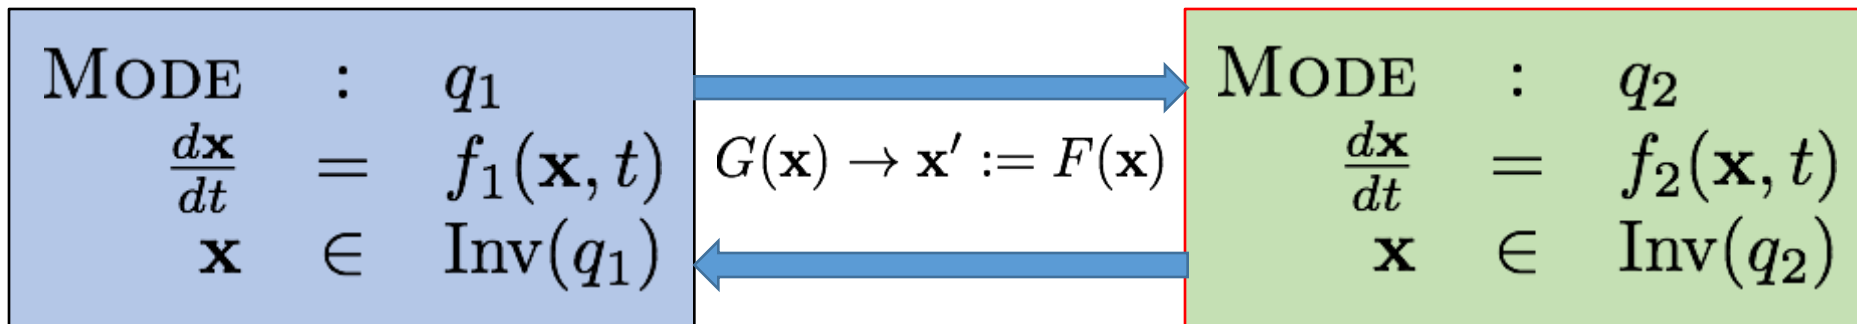 MODE : q₁
dx/dt = f₁(x, t)
x ∈ Inv(q₁)
G(x) → x′ := F(x)
MODE : q₂
dx/dt = f₂(x, t)
x ∈ Inv(q₂)